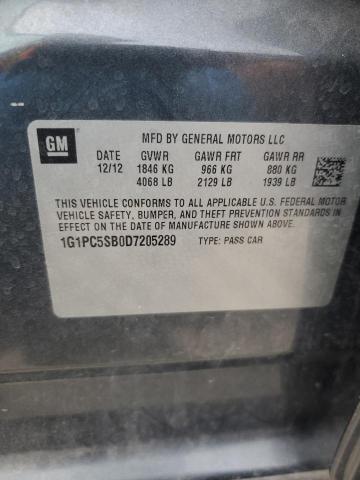 GM
MFD BY GENERAL MOTORS LLC
DATE GVWR GAWR FRT GAWR RR
12/12 1846 KG 966 KG 880 KG
4068 LB 2129 LB 1939 LB
THIS VEHICLE CONFORMS TO ALL APPLICABLE U.S. FEDERAL MOTOR
VEHICLE SAFETY, BUMPER, AND THEFT PREVENTION STANDARDS IN
EFFECT ON THE DATE OF MANUFACTURE SHOWN ABOVE.
1G1PC5SB0D7205289 TYPE: PASS CAR